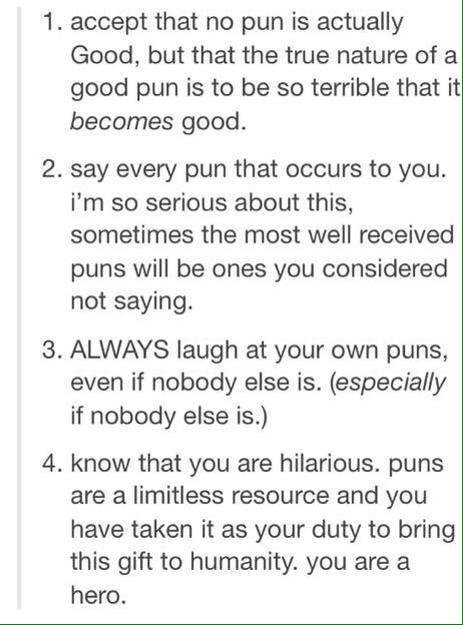 1. accept that no pun is actually
Good, but that the true nature of a
good pun is to be so terrible that it
becomes good.
2. say every pun that occurs to you.
i'm so serious about this,
sometimes the most well received
puns will be ones you considered
not saying.
3. ALWAYS laugh at your own puns,
even if nobody else is. (especially
if nobody else is.)
4. know that you are hilarious. puns
are a limitless resource and you
have taken it as your duty to bring
this gift to humanity. you are a
hero.